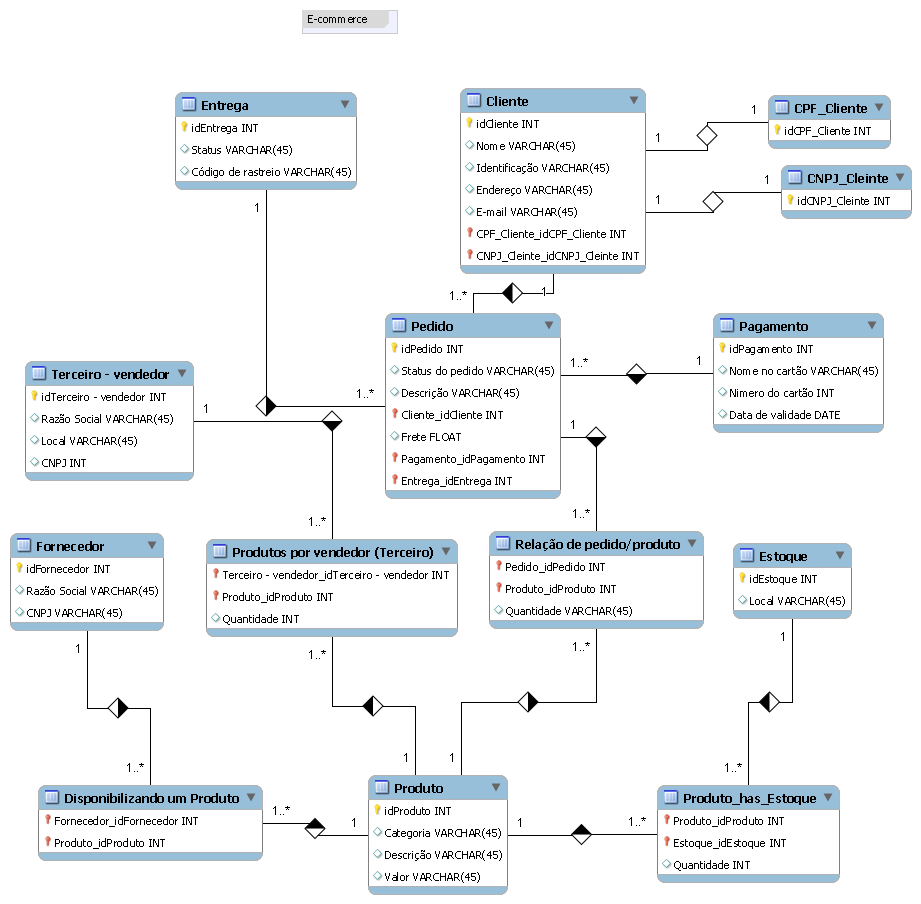 E-commerce
Entrega
idEntrega INT
Status VARCHAR(45)
Código de rastreio VARCHAR(45)
Cliente
idCliente INT
Nome VARCHAR(45)
Identificação VARCHAR(45)
Endereço VARCHAR(45)
E-mail VARCHAR(45)
CPF_Cliente_idCPF_Cliente INT
CNPJ_Cleinte_idCNPJ_Cleinte INT
1
1
CPF_Cliente
idCPF_Cliente INT
1
1
CNPJ_Cleinte
idCNPJ_Cleinte INT
1
1..*
1
1..*
Pedido
idPedido INT
Status do pedido VARCHAR(45)
Descrição VARCHAR(45)
Cliente_idCliente INT
Frete FLOAT
Pagamento_idPagamento INT
Entrega_idEntrega INT
1..*
1
Pagamento
idPagamento INT
Nome no cartão VARCHAR(45)
Nimero do cartão INT
Data de validade DATE
Terceiro - vendedor
idTerceiro - vendedor INT
Razão Social VARCHAR(45)
Local VARCHAR(45)
CNPJ INT
1
1..*
1
1..*
Fornecedor
idFornecedor INT
Razão Social VARCHAR(45)
CNPJ VARCHAR(45)
Produtos por vendedor (Terceiro)
Terceiro - vendedor_idTerceiro - vendedor INT
Produto_idProduto INT
Quantidade INT
Relação de pedido/produto
Pedido_idPedido INT
Produto_idProduto INT
Quantidade VARCHAR(45)
Estoque
idEstoque INT
Local VARCHAR(45)
1
1..*
1..*
1
1..*
1
1
1..*
Disponibilizando um Produto
Fornecedor_idFornecedor INT
Produto_idProduto INT
1..*
1
Produto
idProduto INT
Categoria VARCHAR(45)
Descrição VARCHAR(45)
Valor VARCHAR(45)
1
1..*
Produto_has_Estoque
Produto_idProduto INT
Estoque_idEstoque INT
Quantidade INT